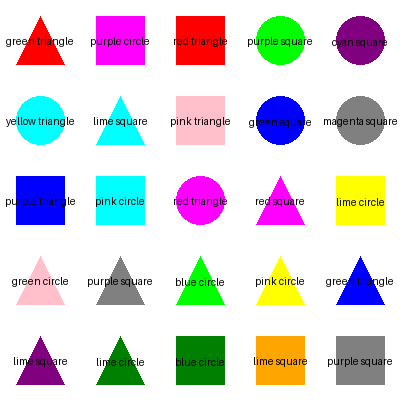 green triangle
purple circle
red triangle
purple square
cyan square
yellow triangle
lime square
pink triangle
green square
magenta square
purple triangle
pink circle
red triangle
red square
lime circle
green circle
purple square
blue circle
pink circle
green triangle
lime square
lime circle
blue circle
lime square
purple square